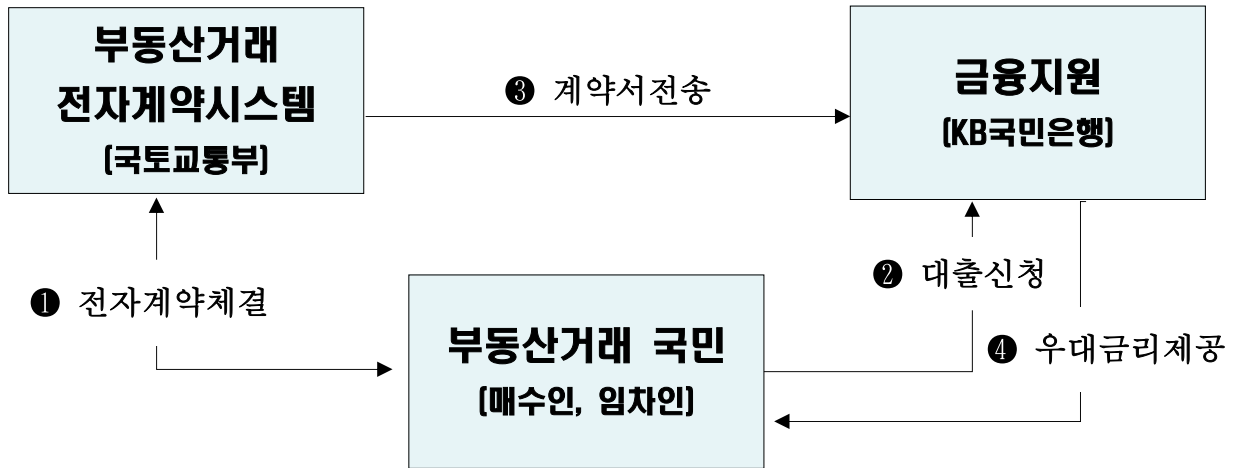 부동산거래
전자계약시스템
(국토교통부)
❸ 계약서전송
금융지원
(KB국민은행)
❶ 전자계약체결
❷ 대출신청
부동산거래 국민
(매수인, 임차인)
❹ 우대금리제공